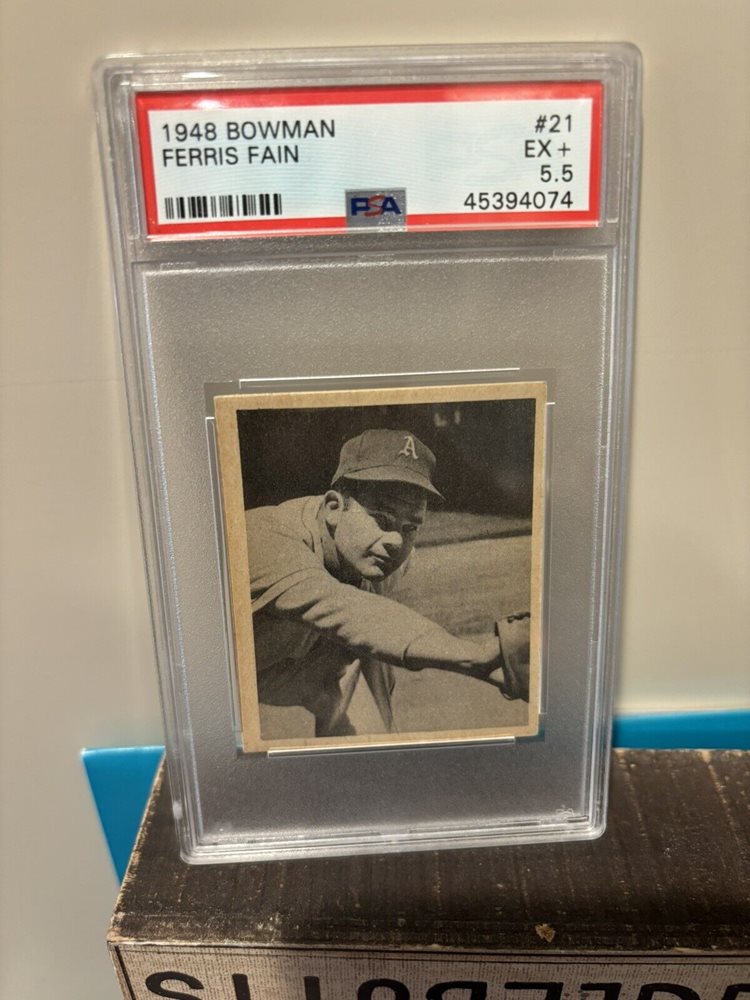 1948 BOWMAN #21
FERRIS FAIN EX +
5.5
PSA 45394074
A